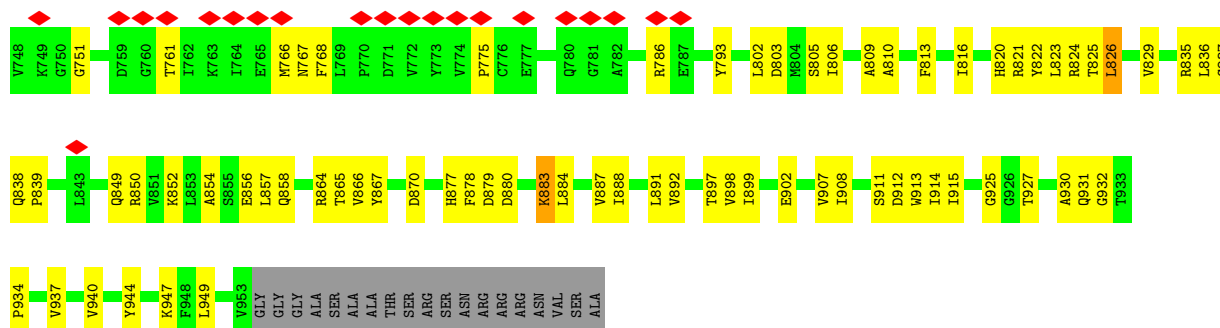 V748 K749 G750 G751 D759 G760 T761 I762 K763 I764 E765 M766 N767 F768 L769 P770 D771 V772 Y773 V774 P775 C776 E777 Q780 G781 A782 R786 E787 Y793 L802 D803 M804 S805 I806 A809 A810 F813 I816 H820 R821 Y822 L823 R824 T825 L826 V829 R835 L836
Q838 P839 L843 Q849 R850 V851 K852 L853 A854 S855 E856 L857 Q858 R864 T865 V866 Y867 D870 H877 F878 D879 D880 K883 L884 V887 I888 L891 V892 T897 V898 I899 E902 V907 I908 S911 D912 W913 I914 I915 G925 G926 T927 A930 Q931 G932 T933
P934 V937 V940 Y944 K947 F948 L949 V953 GLY GLY GLY ALA SER ALA ALA THR SER ARG SER ASN ARG ARG ARG ASN VAL SER ALA